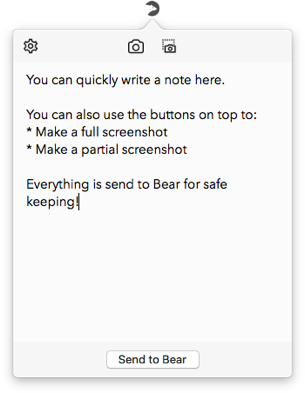 You can quickly write a note here.
You can also use the buttons on top to:
* Make a full screenshot
* Make a partial screenshot
Everything is send to Bear for safe
keeping!
Send to Bear